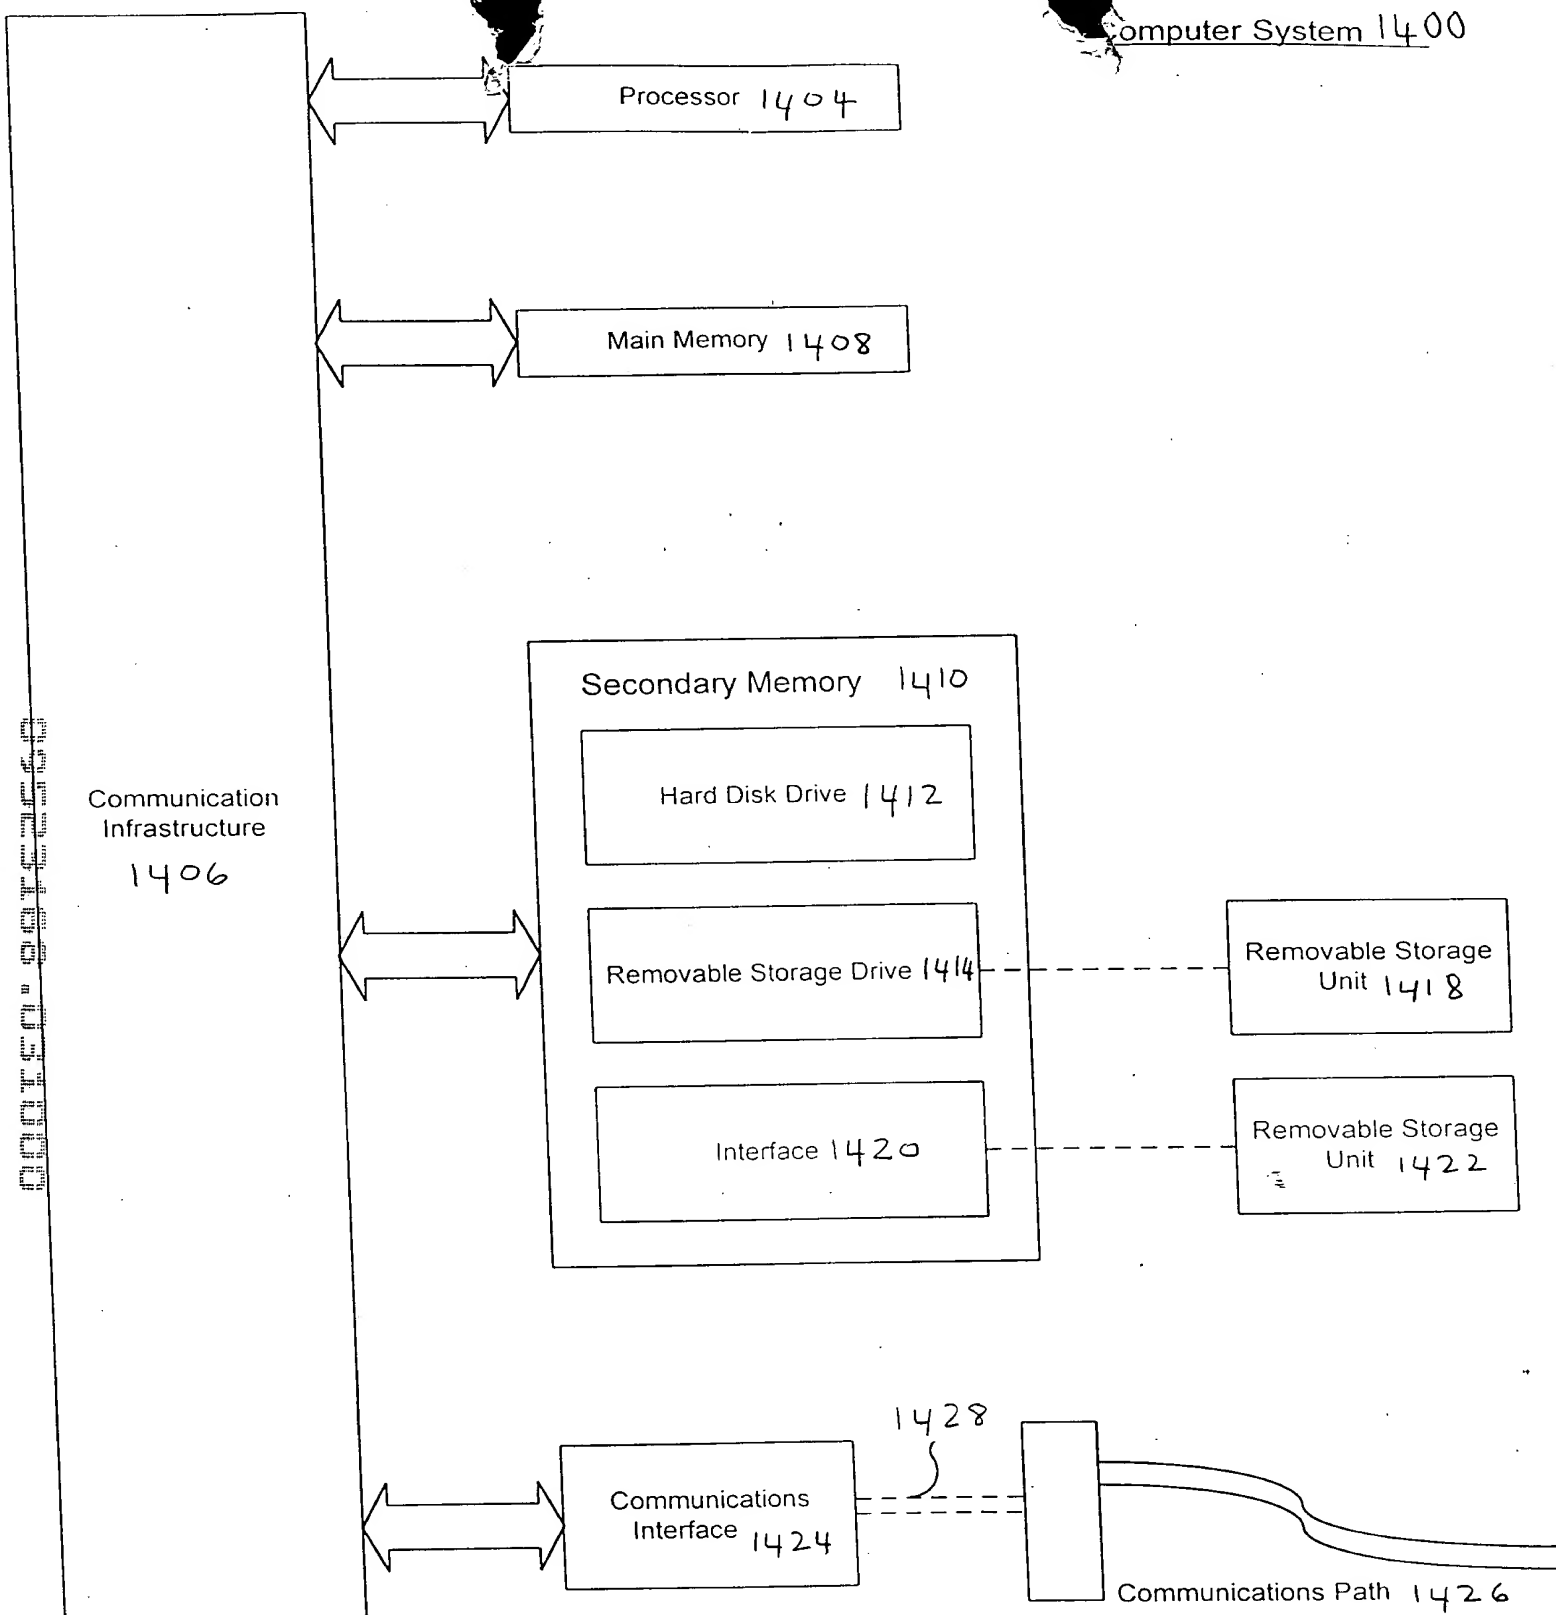 omputer System 1400
Processor 1404
Main Memory 1408
Secondary Memory 1410
Hard Disk Drive 1412
Communication
Infrastructure
1406
Removable Storage Drive 1414
Removable Storage
Unit 1418
Interface 1420
Removable Storage
Unit 1422
1428
Communications
Interface 1424
Communications Path 1426